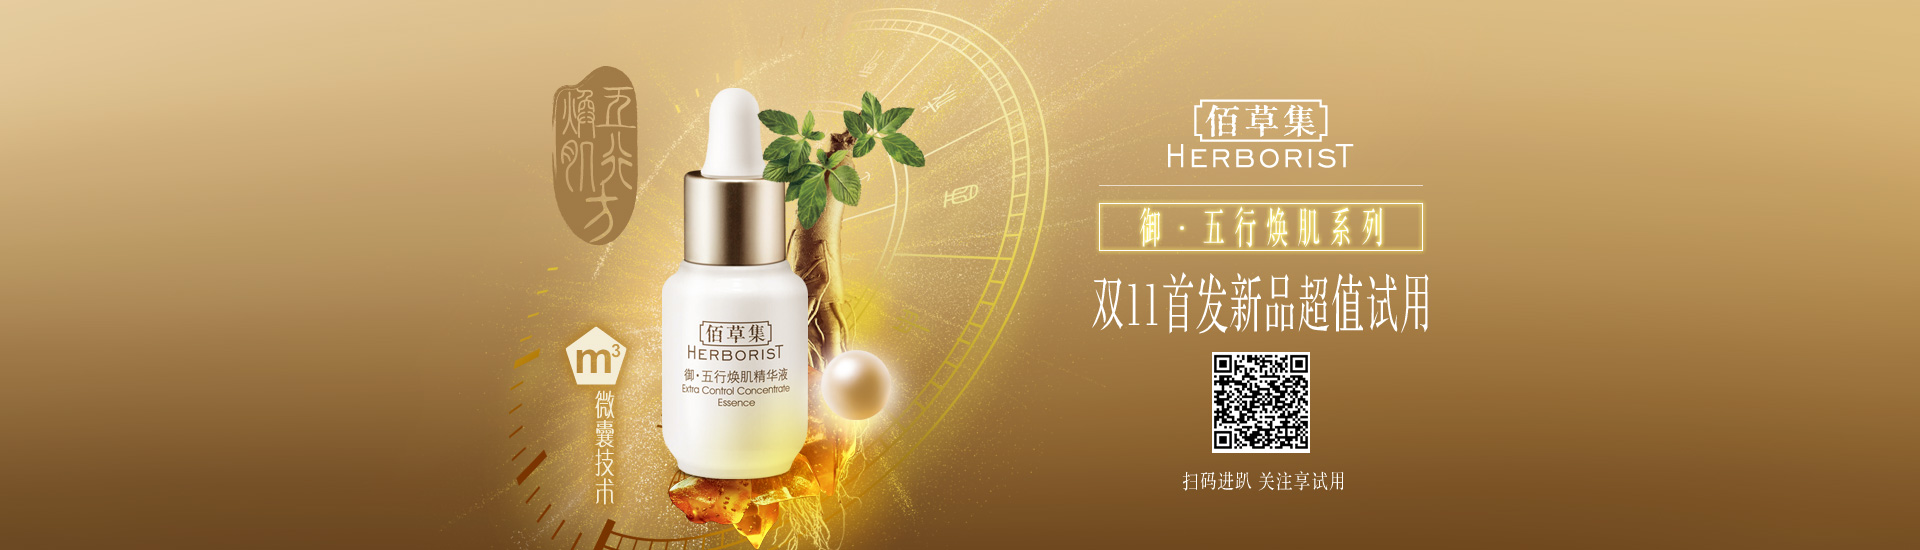 五行
焕肌
方
m³
微囊技术
佰草集
HERBORIST
御·五行焕肌精华液
Extra Control Concentrate
Essence
佰草集
HERBORIST
御·五行焕肌系列
双11首发新品超值试用
扫码进趴 关注享试用